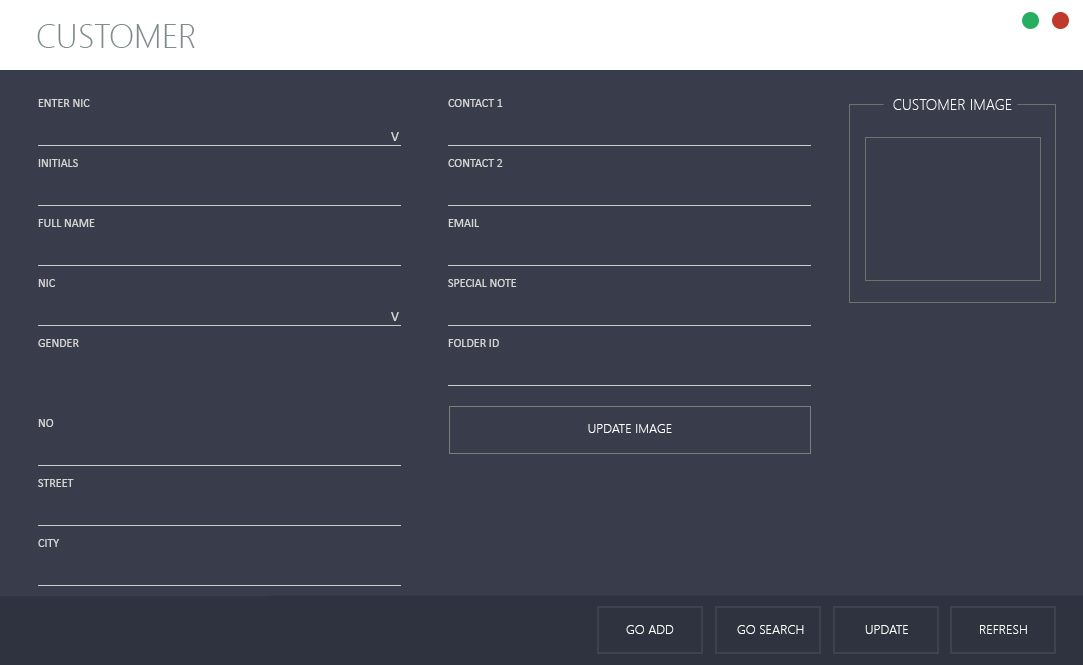 CUSTOMER
ENTER NIC
V
INITIALS
FULL NAME
NIC
V
GENDER
NO
STREET
CITY
CONTACT 1
CONTACT 2
EMAIL
SPECIAL NOTE
FOLDER ID
UPDATE IMAGE
CUSTOMER IMAGE
GO ADD
GO SEARCH
UPDATE
REFRESH